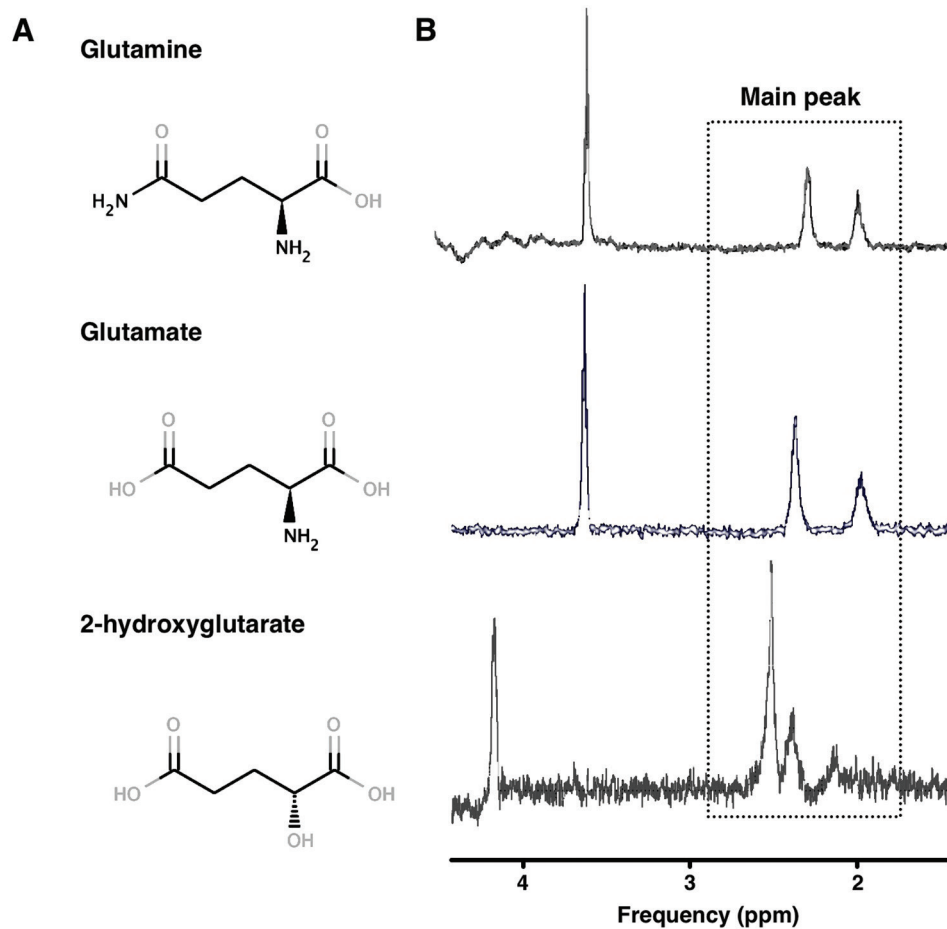 A
B
Glutamine
Main peak
O
O
H2N
OH
NH2
Glutamate
O
O
HO
OH
NH2
2-hydroxyglutarate
O
O
HO
OH
OH
4
3
2
Frequency (ppm)